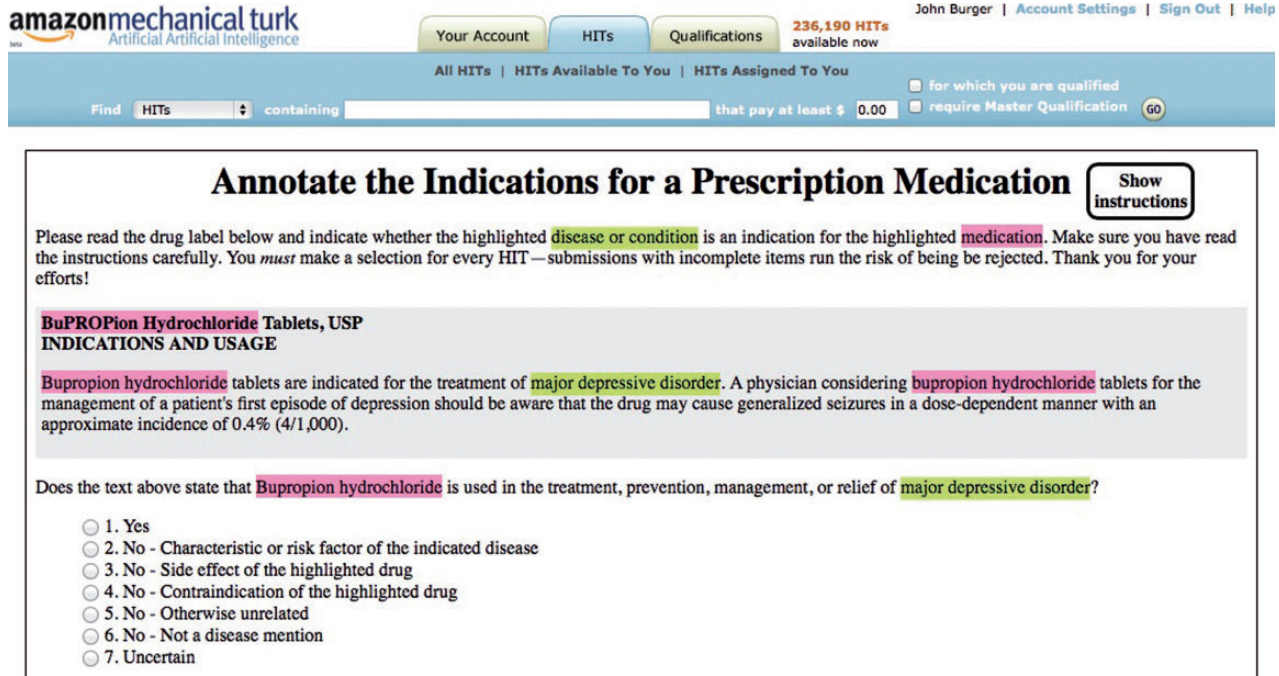 John Burger | Account Settings | Sign Out | Help
amazonmechanical turk
beta
Artificial Artificial Intelligence
Your Account
HITs
Qualifications
236,190 HITs
available now
All HITs | HITs Available To You | HITs Assigned To You
Find HITs containing that pay at least $ 0.00
for which you are qualified
require Master Qualification
GO
Annotate the Indications for a Prescription Medication
Show
instructions
Please read the drug label below and indicate whether the highlighted disease or condition is an indication for the highlighted medication. Make sure you have read
the instructions carefully. You must make a selection for every HIT—submissions with incomplete items run the risk of being be rejected. Thank you for your
efforts!
BuPROPion Hydrochloride Tablets, USP
INDICATIONS AND USAGE
Bupropion hydrochloride tablets are indicated for the treatment of major depressive disorder. A physician considering bupropion hydrochloride tablets for the
management of a patient's first episode of depression should be aware that the drug may cause generalized seizures in a dose-dependent manner with an
approximate incidence of 0.4% (4/1,000).
Does the text above state that Bupropion hydrochloride is used in the treatment, prevention, management, or relief of major depressive disorder?
1. Yes
2. No - Characteristic or risk factor of the indicated disease
3. No - Side effect of the highlighted drug
4. No - Contraindication of the highlighted drug
5. No - Otherwise unrelated
6. No - Not a disease mention
7. Uncertain